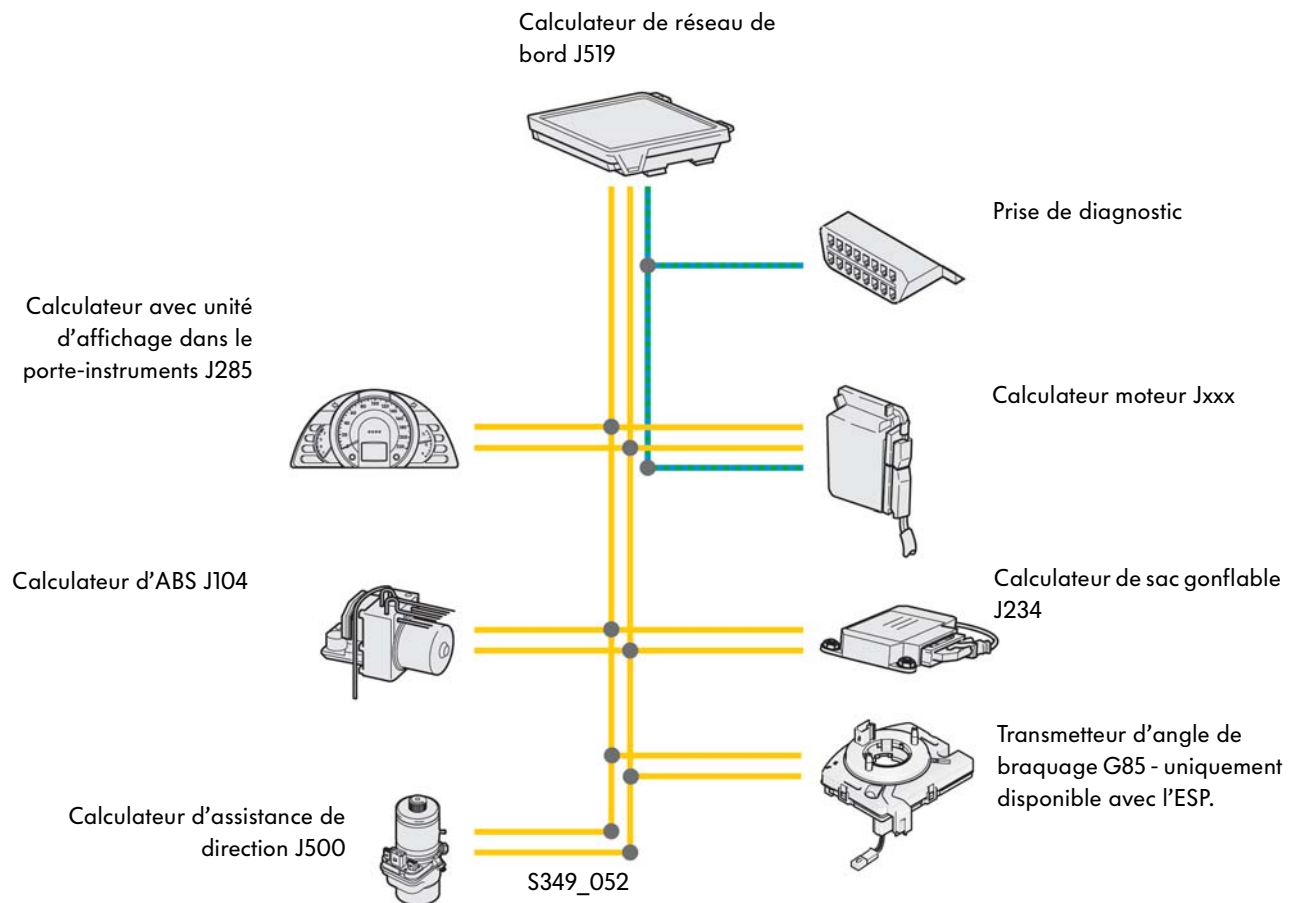 Calculateur de réseau de
bord J519
Prise de diagnostic
Calculateur avec unité
d’affichage dans le
porte-instruments J285
Calculateur moteur Jxxx
Calculateur d’ABS J104
Calculateur de sac gonflable
J234
Transmetteur d’angle de
braquage G85 - uniquement
disponible avec l’ESP.
Calculateur d’assistance de
direction J500
S349_052